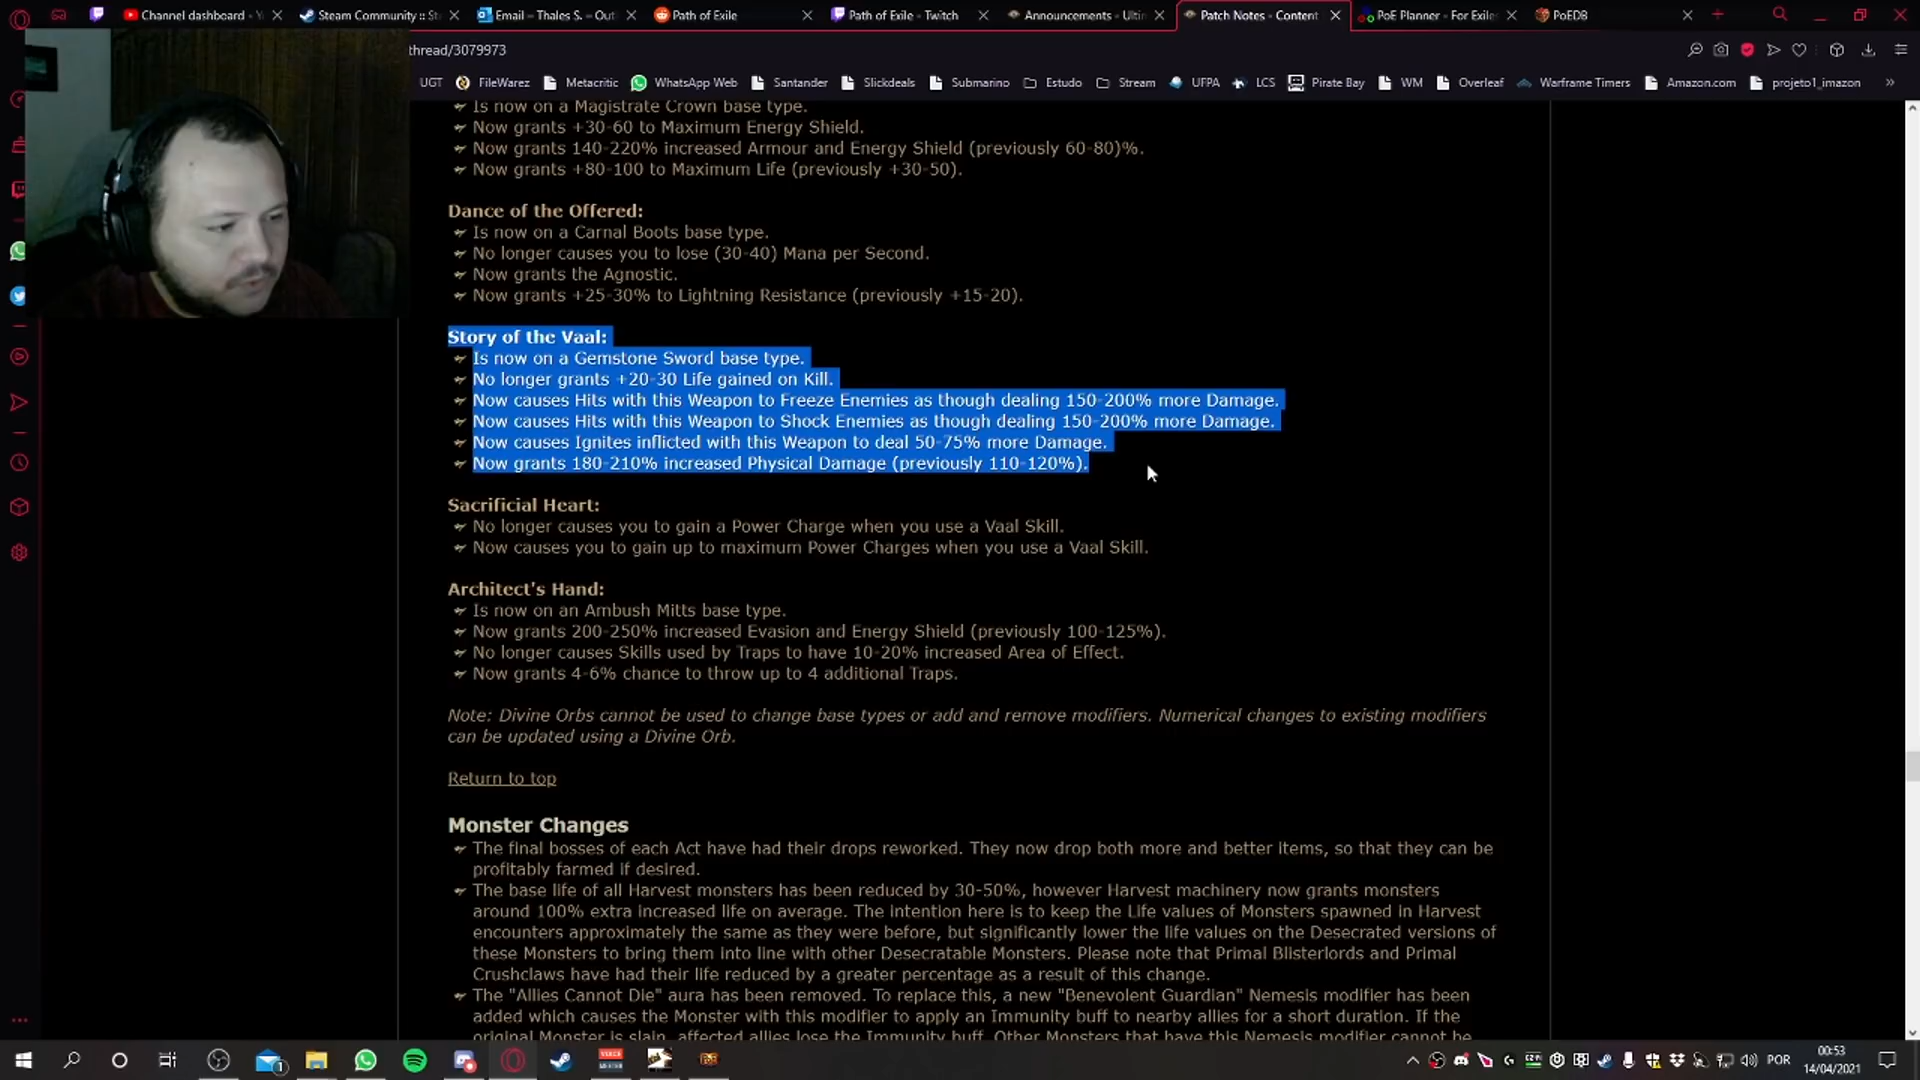 Channel dashboard - Y
Steam Community :: St
Email – Thales S. – Out
Path of Exile
Path of Exile - Twitch
Announcements - Ultin
Patch Notes - Content
PoE Planner - For Exile
PoEDB
thread/3079973
UGT FileWarez Metacritic WhatsApp Web Santander Slickdeals Submarino Estudo Stream UFPA LCS Pirate Bay WM Overleaf Warframe Timers Amazon.com projeto1_imazon »
Is now on a Magistrate Crown base type.
Now grants +30-60 to Maximum Energy Shield.
Now grants 140-220% increased Armour and Energy Shield (previously 60-80)%.
Now grants +80-100 to Maximum Life (previously +30-50).
Dance of the Offered:
Is now on a Carnal Boots base type.
No longer causes you to lose (30-40) Mana per Second.
Now grants the Agnostic.
Now grants +25-30% to Lightning Resistance (previously +15-20).
Story of the Vaal:
Is now on a Gemstone Sword base type.
No longer grants +20-30 Life gained on Kill.
Now causes Hits with this Weapon to Freeze Enemies as though dealing 150-200% more Damage.
Now causes Hits with this Weapon to Shock Enemies as though dealing 150-200% more Damage.
Now causes Ignites inflicted with this Weapon to deal 50-75% more Damage.
Now grants 180-210% increased Physical Damage (previously 110-120%).
Sacrificial Heart:
No longer causes you to gain a Power Charge when you use a Vaal Skill.
Now causes you to gain up to maximum Power Charges when you use a Vaal Skill.
Architect's Hand:
Is now on an Ambush Mitts base type.
Now grants 200-250% increased Evasion and Energy Shield (previously 100-125%).
No longer causes Skills used by Traps to have 10-20% increased Area of Effect.
Now grants 4-6% chance to throw up to 4 additional Traps.
Note: Divine Orbs cannot be used to change base types or add and remove modifiers. Numerical changes to existing modifiers
can be updated using a Divine Orb.
Return to top
Monster Changes
The final bosses of each Act have had their drops reworked. They now drop both more and better items, so that they can be
profitably farmed if desired.
The base life of all Harvest monsters has been reduced by 30-50%, however Harvest machinery now grants monsters
around 100% extra increased life on average. The intention here is to keep the Life values of Monsters spawned in Harvest
encounters approximately the same as they were before, but significantly lower the life values on the Desecrated versions of
these Monsters to bring them into line with other Desecratable Monsters. Please note that Primal Blisterlords and Primal
Crushclaws have had their life reduced by a greater percentage as a result of this change.
The "Allies Cannot Die" aura has been removed. To replace this, a new "Benevolent Guardian" Nemesis modifier has been
added which causes the Monster with this modifier to apply an Immunity buff to nearby allies for a short duration. If the
original Monster is slain, affected allies lose the Immunity buff. Other Monsters that have this Nemesis modifier cannot be
POR
00:53
14/04/2021